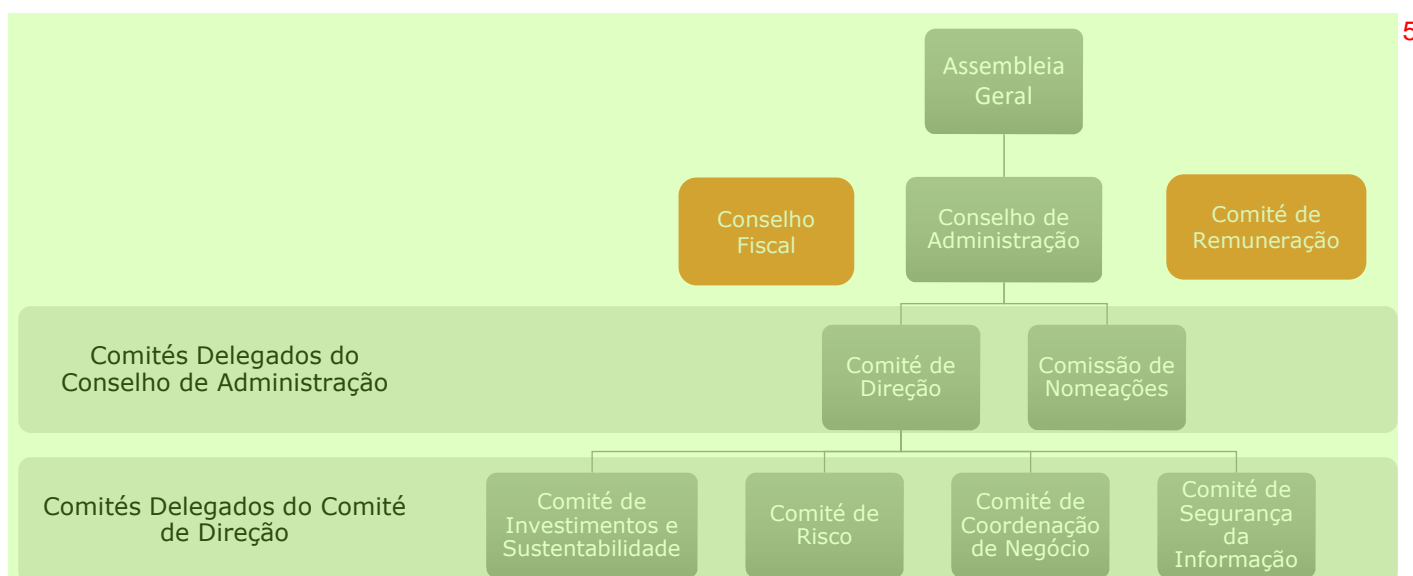 5
Assembleia
Geral
Conselho
Fiscal
Conselho de
Administração
Comité de
Remuneração
Comités Delegados do
Conselho de Administração
Comité de
Direção
Comissão de
Nomeações
Comités Delegados do Comité
de Direção
Comité de
Investimentos e
Sustentabilidade
Comité de
Risco
Comité de
Coordenação
de Negócio
Comité de
Segurança
da
Informação